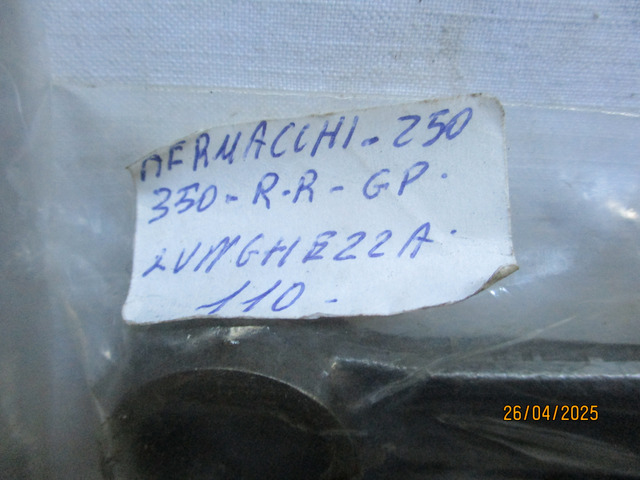 AERMACCHI - 250
350 - R.R - GP.
LUNGHEZZA.
110 -
26/04/2025